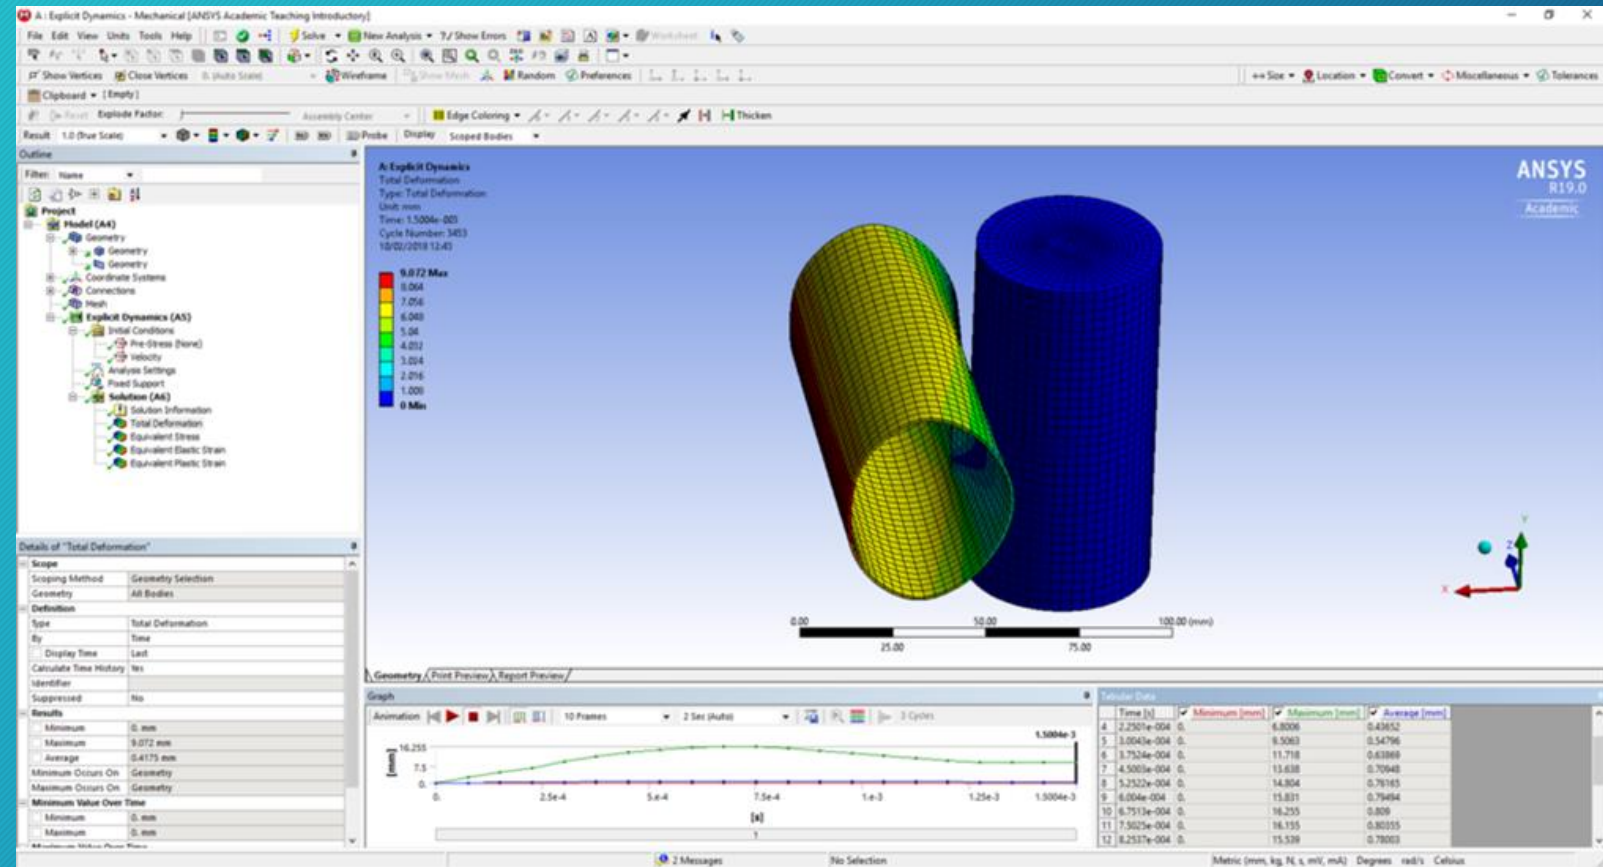 A : Explicit Dynamics - Mechanical [ANSYS Academic Teaching Introductory]
File Edit View Units Tools Help Solve New Analysis ?/ Show Errors Worksheet
Show Vertices Close Vertices 0. (Auto Scale) Wireframe Show Mesh Random Preferences Size Location Convert Miscellaneous Tolerances
Clipboard [Empty]
Reset Explode Factor: Assembly Center Edge Coloring Thicken
Result 1.0 (True Scale) Probe Display Scoped Bodies
Outline
Filter: Name
Project
Model (A4)
Geometry
Geometry
Geometry
Coordinate Systems
Connections
Mesh
Explicit Dynamics (A5)
Initial Conditions
Pre-Stress (None)
Velocity
Analysis Settings
Fixed Support
Solution (A6)
Solution Information
Total Deformation
Equivalent Stress
Equivalent Elastic Strain
Equivalent Plastic Strain
A: Explicit Dynamics
Total Deformation
Type: Total Deformation
Unit: mm
Time: 1.5004e-003
Cycle Number: 3453
10/02/2018 12:43
9.072 Max
8.064
7.056
6.048
5.04
4.032
3.024
2.016
1.008
0 Min
ANSYS
R19.0
Academic
Y
Z
X
0.00 50.00 100.00 (mm)
25.00 75.00
Geometry Print Preview Report Preview
Details of "Total Deformation"
Scope
Scoping Method Geometry Selection
Geometry All Bodies
Definition
Type Total Deformation
By Time
Display Time Last
Calculate Time History Yes
Identifier
Suppressed No
Results
Minimum 0. mm
Maximum 9.072 mm
Average 0.4175 mm
Minimum Occurs On Geometry
Maximum Occurs On Geometry
Minimum Value Over Time
Minimum 0. mm
Maximum 0. mm
Maximum Value Over Time
Graph
Animation 10 Frames 2 Sec (Auto) 3 Cycles
1.5004e-3
[mm]
16.255
7.5
0.
0. 2.5e-4 5.e-4 7.5e-4 1.e-3 1.25e-3 1.5004e-3
[s]
1
Tabular Data
Time [s] Minimum [mm] Maximum [mm] Average [mm]
4 2.2501e-004 0. 6.8006 0.43652
5 3.0043e-004 0. 9.5063 0.54796
6 3.7524e-004 0. 11.718 0.63869
7 4.5003e-004 0. 13.638 0.70948
8 5.2522e-004 0. 14.804 0.76165
9 6.004e-004 0. 15.831 0.79494
10 6.7513e-004 0. 16.255 0.809
11 7.5025e-004 0. 16.155 0.80355
12 8.2537e-004 0. 15.539 0.78003
2 Messages No Selection Metric (mm, kg, N, s, mV, mA) Degrees rad/s Celsius